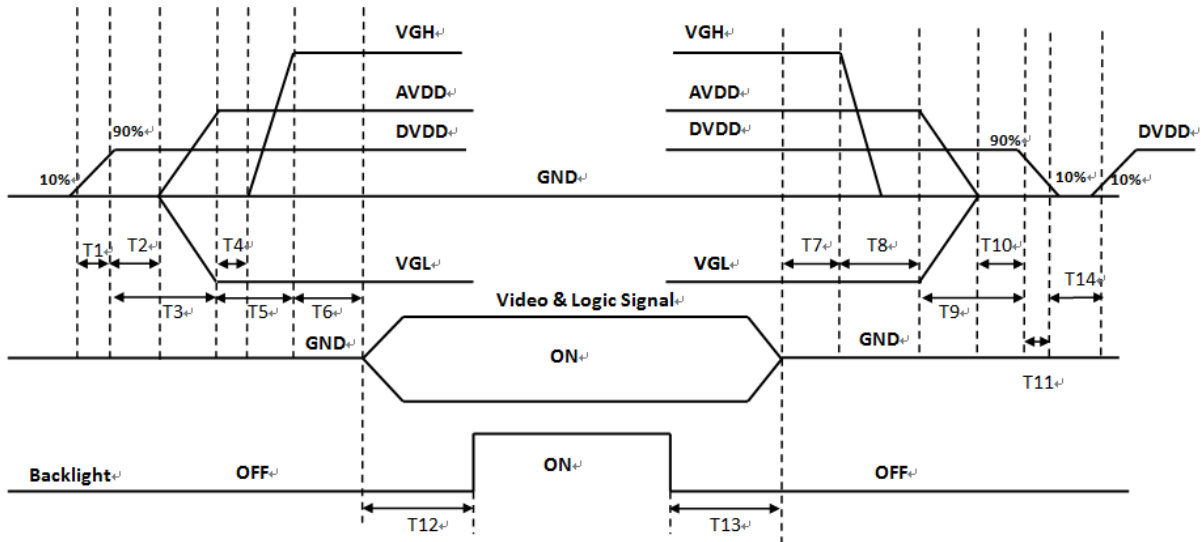 VGH VGH
AVDD AVDD
90% DVDD DVDD 90% DVDD
10% GND 10% 10%
T1 T2 T4 T7 T8 T10
VGL VGL
T3 T5 T6 Video & Logic Signal T9 T14
GND ON GND
T11
Backlight OFF ON OFF
T12 T13